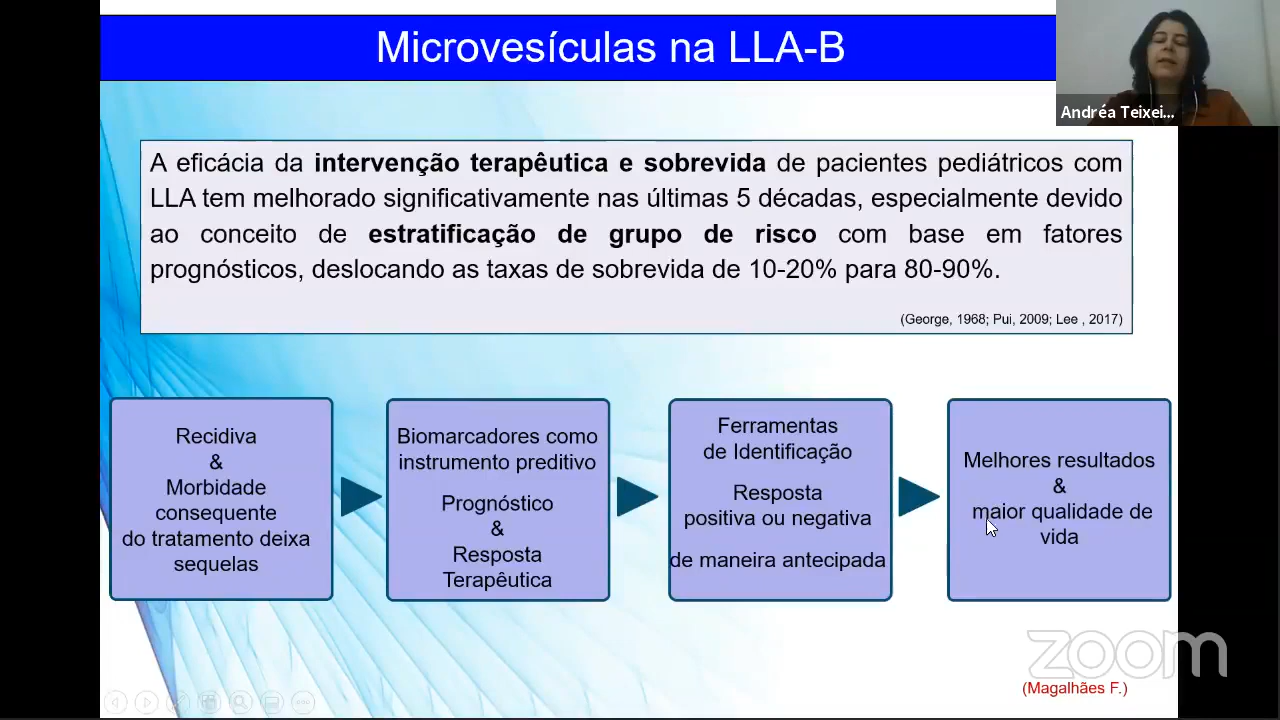 Microvesículas na LLA-B
Andréa Teixei...
A eficácia da intervenção terapêutica e sobrevida de pacientes pediátricos com
LLA tem melhorado significativamente nas últimas 5 décadas, especialmente devido
ao conceito de estratificação de grupo de risco com base em fatores
prognósticos, deslocando as taxas de sobrevida de 10-20% para 80-90%.
(George, 1968; Pui, 2009; Lee , 2017)
Recidiva
&
Morbidade
consequente
do tratamento deixa
sequelas
Biomarcadores como
instrumento preditivo
Prognóstico
&
Resposta
Terapêutica
Ferramentas
de Identificação
Resposta
positiva ou negativa
de maneira antecipada
Melhores resultados
&
maior qualidade de
vida
zoom
(Magalhães F.)